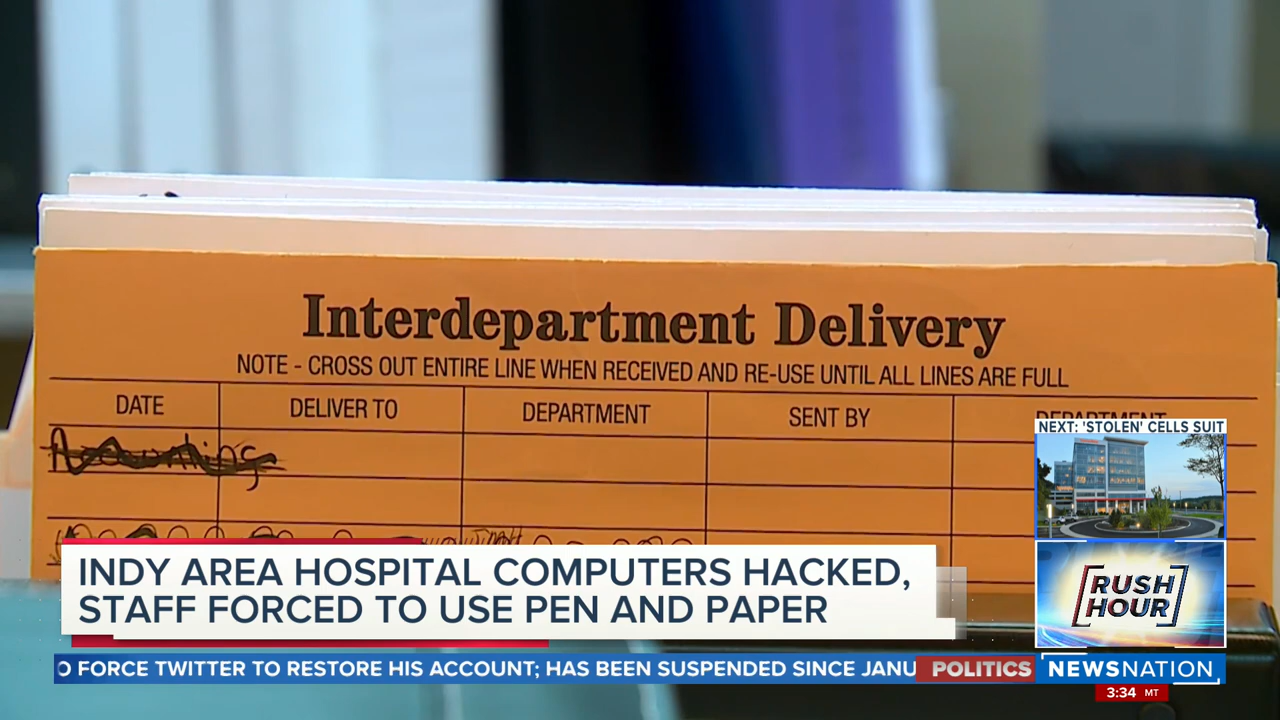 Interdepartment Delivery
NOTE - CROSS OUT ENTIRE LINE WHEN RECEIVED AND RE-USE UNTIL ALL LINES ARE FULL
DATE DELIVER TO DEPARTMENT SENT BY DEPARTMENT
Accounting
NEXT: 'STOLEN' CELLS SUIT
INDY AREA HOSPITAL COMPUTERS HACKED,
STAFF FORCED TO USE PEN AND PAPER
RUSH
HOUR
O FORCE TWITTER TO RESTORE HIS ACCOUNT; HAS BEEN SUSPENDED SINCE JANU POLITICS NEWSNATION
3:34 MT